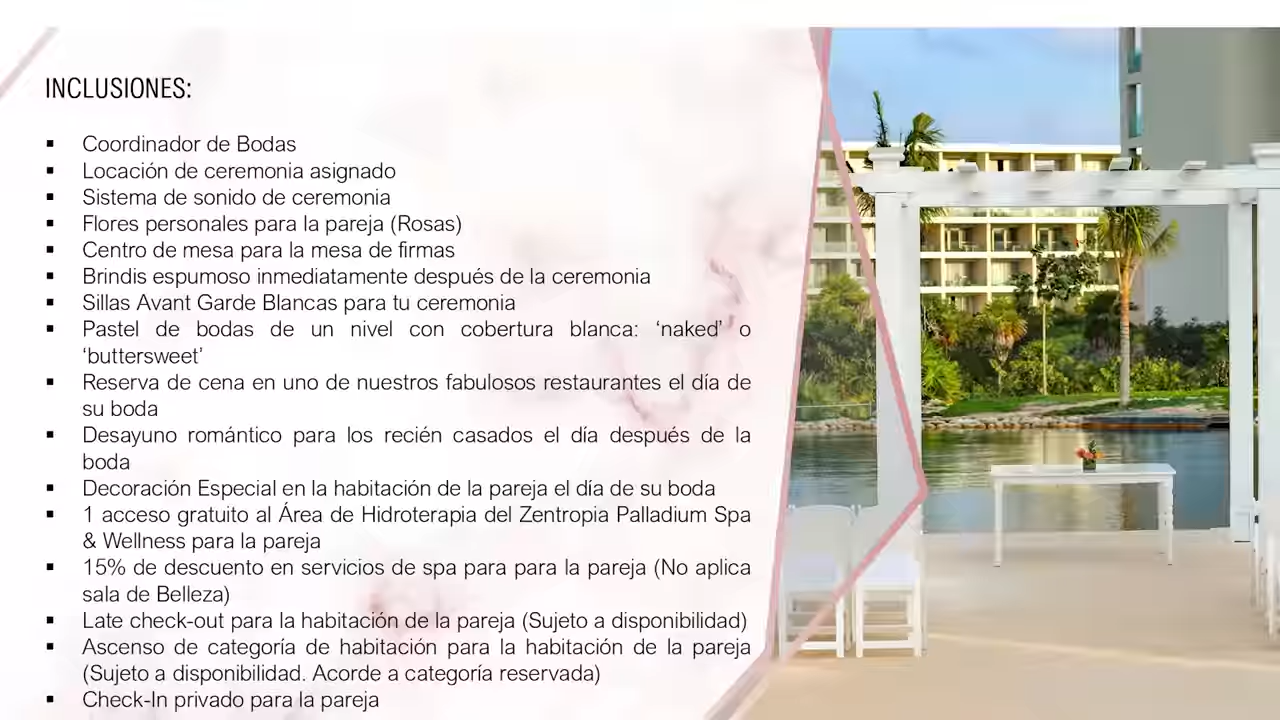 INCLUSIONES:
▪ Coordinador de Bodas
▪ Locación de ceremonia asignado
▪ Sistema de sonido de ceremonia
▪ Flores personales para la pareja (Rosas)
▪ Centro de mesa para la mesa de firmas
▪ Brindis espumoso inmediatamente después de la ceremonia
▪ Sillas Avant Garde Blancas para tu ceremonia
▪ Pastel de bodas de un nivel con cobertura blanca: ‘naked’ o
‘buttersweet’
▪ Reserva de cena en uno de nuestros fabulosos restaurantes el día de
su boda
▪ Desayuno romántico para los recién casados el día después de la
boda
▪ Decoración Especial en la habitación de la pareja el día de su boda
▪ 1 acceso gratuito al Área de Hidroterapia del Zentropia Palladium Spa
& Wellness para la pareja
▪ 15% de descuento en servicios de spa para para la pareja (No aplica
sala de Belleza)
▪ Late check-out para la habitación de la pareja (Sujeto a disponibilidad)
▪ Ascenso de categoría de habitación para la habitación de la pareja
(Sujeto a disponibilidad. Acorde a categoría reservada)
▪ Check-In privado para la pareja